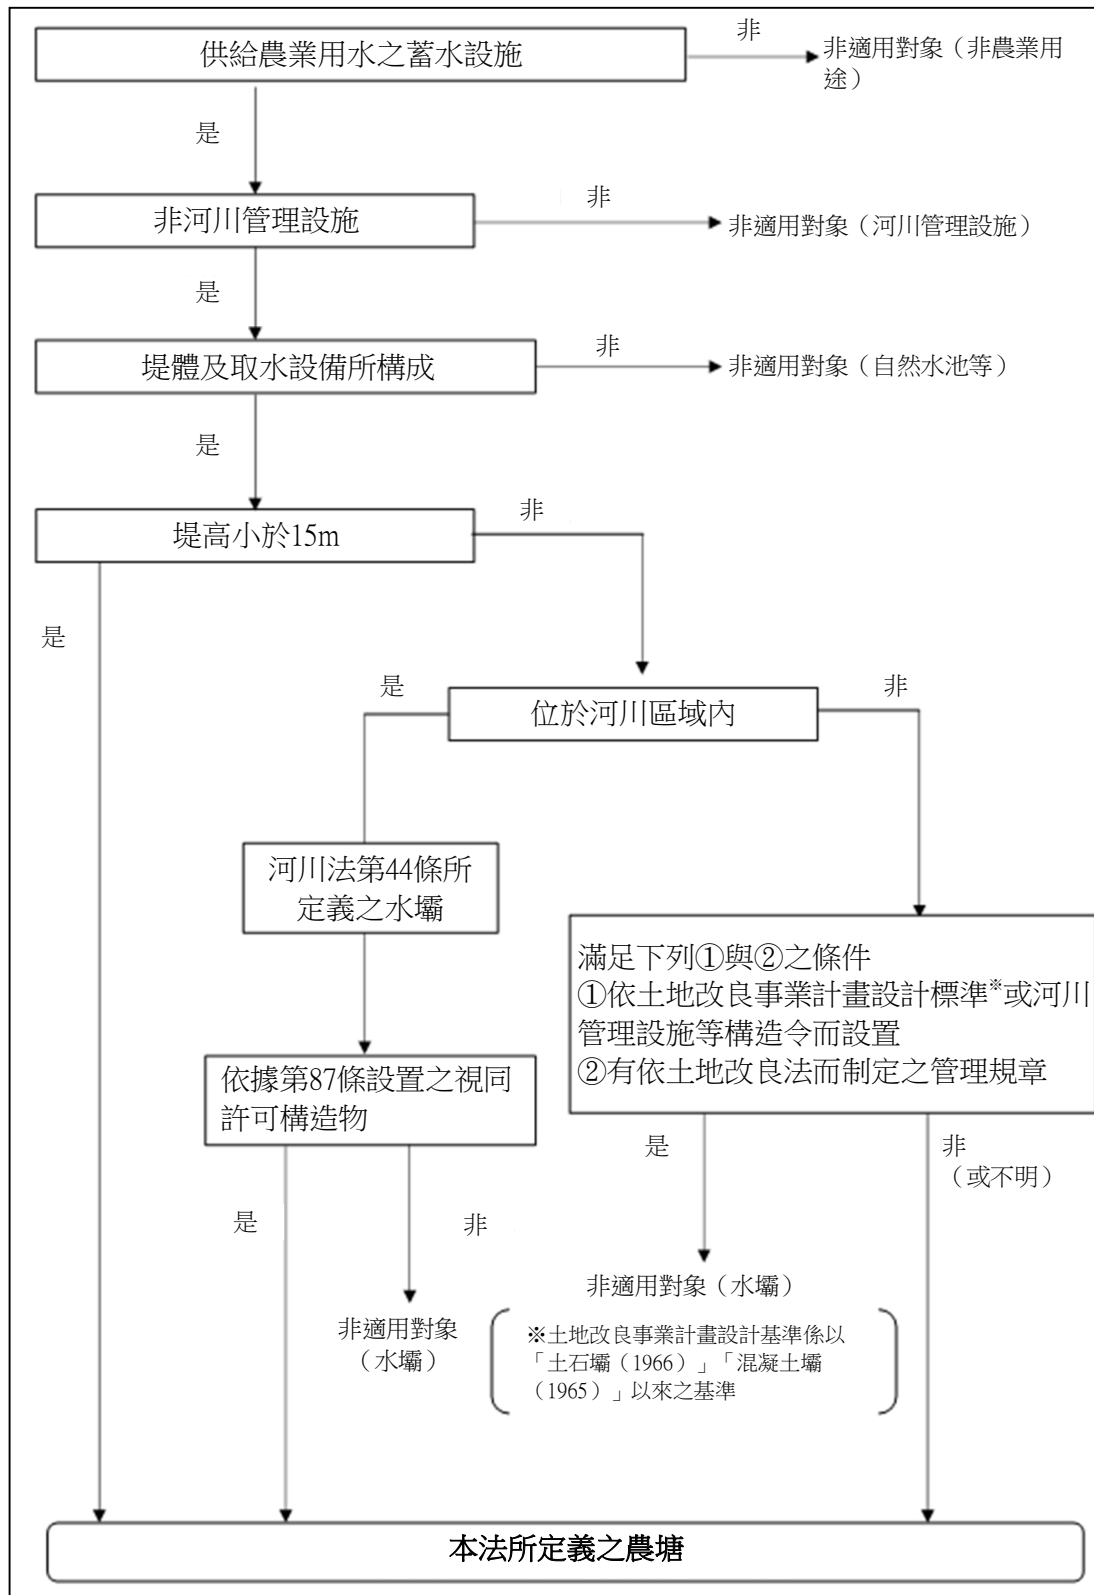 供給農業用水之蓄水設施
非
非適用對象（非農業用
途）
是
非河川管理設施
非
非適用對象（河川管理設施）
是
堤體及取水設備所構成
非
非適用對象（自然水池等）
是
堤高小於15m
非
是
是
位於河川區域內
非
河川法第44條所
定義之水壩
滿足下列①與②之條件
①依土地改良事業計畫設計標準※或河川
管理設施等構造令而設置
②有依土地改良法而制定之管理規章
依據第87條設置之視同
許可構造物
是
非
（或不明）
是
非
非適用對象（水壩）
非適用對象
（水壩）
※土地改良事業計畫設計基準係以
「土石壩（1966）」「混凝土壩
（1965）」以來之基準
本法所定義之農塘